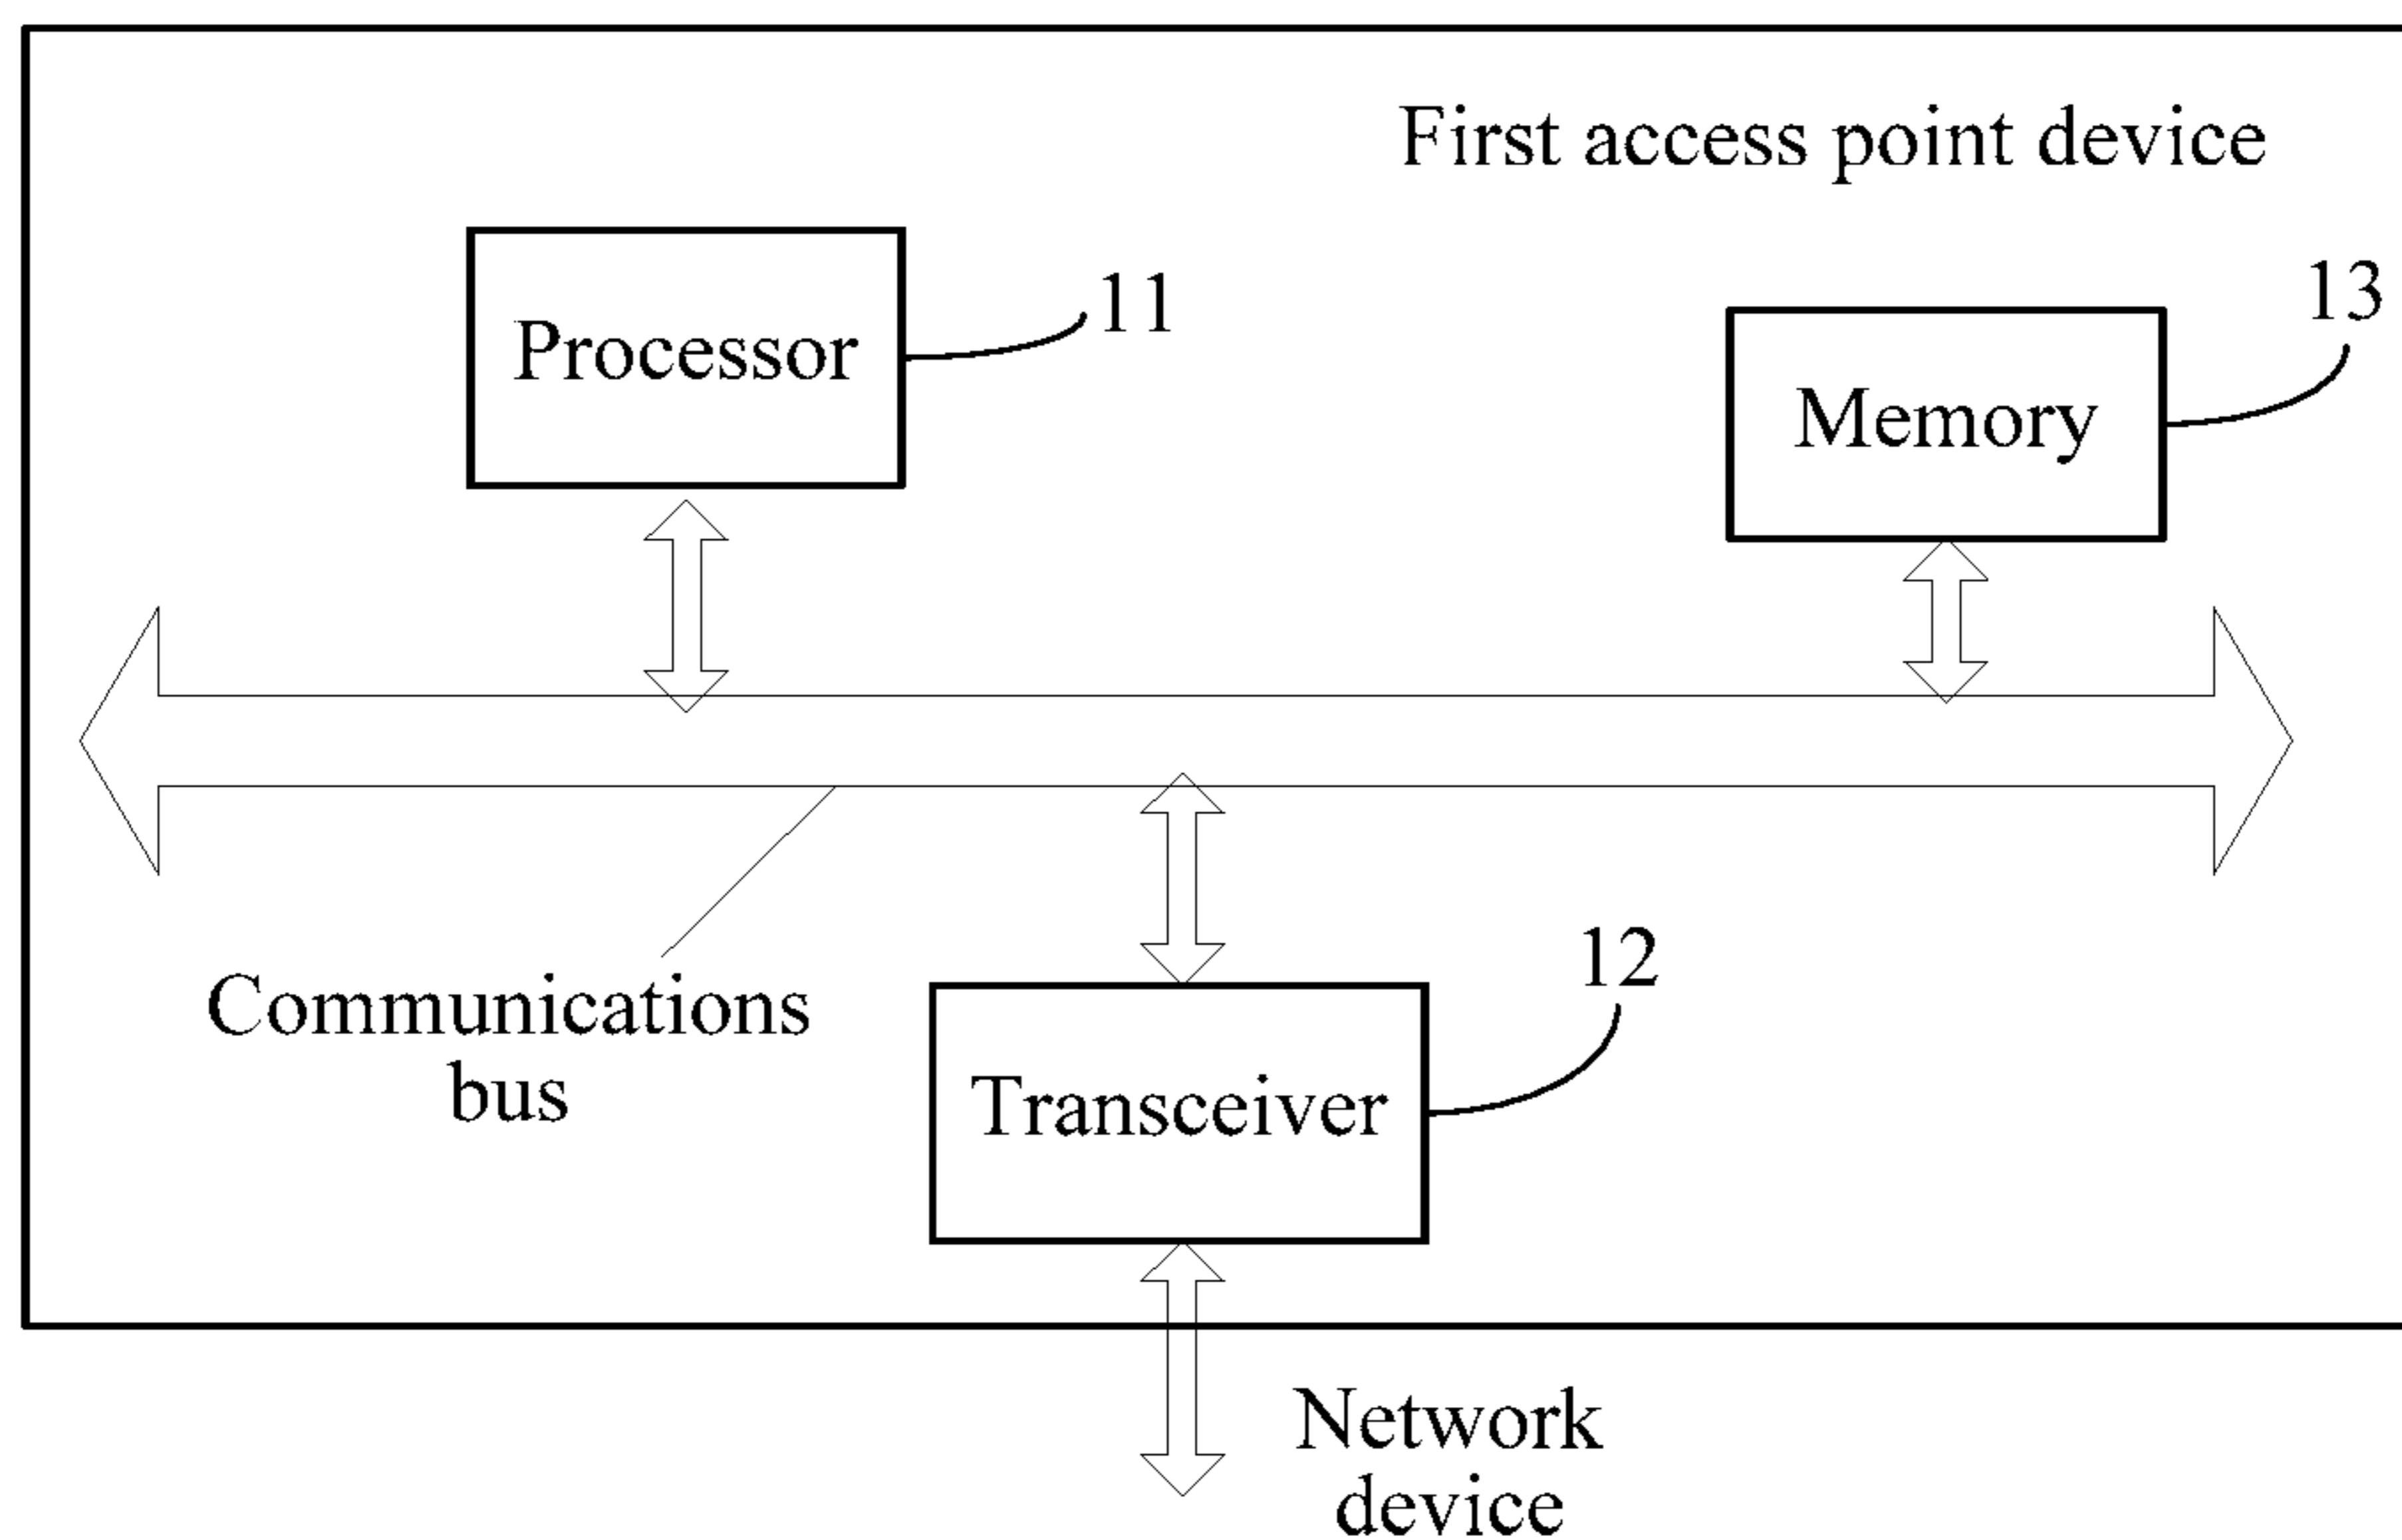 First access point device
Processor
11
13
Memory
12
Communications
bus
Transceiver
Network
device